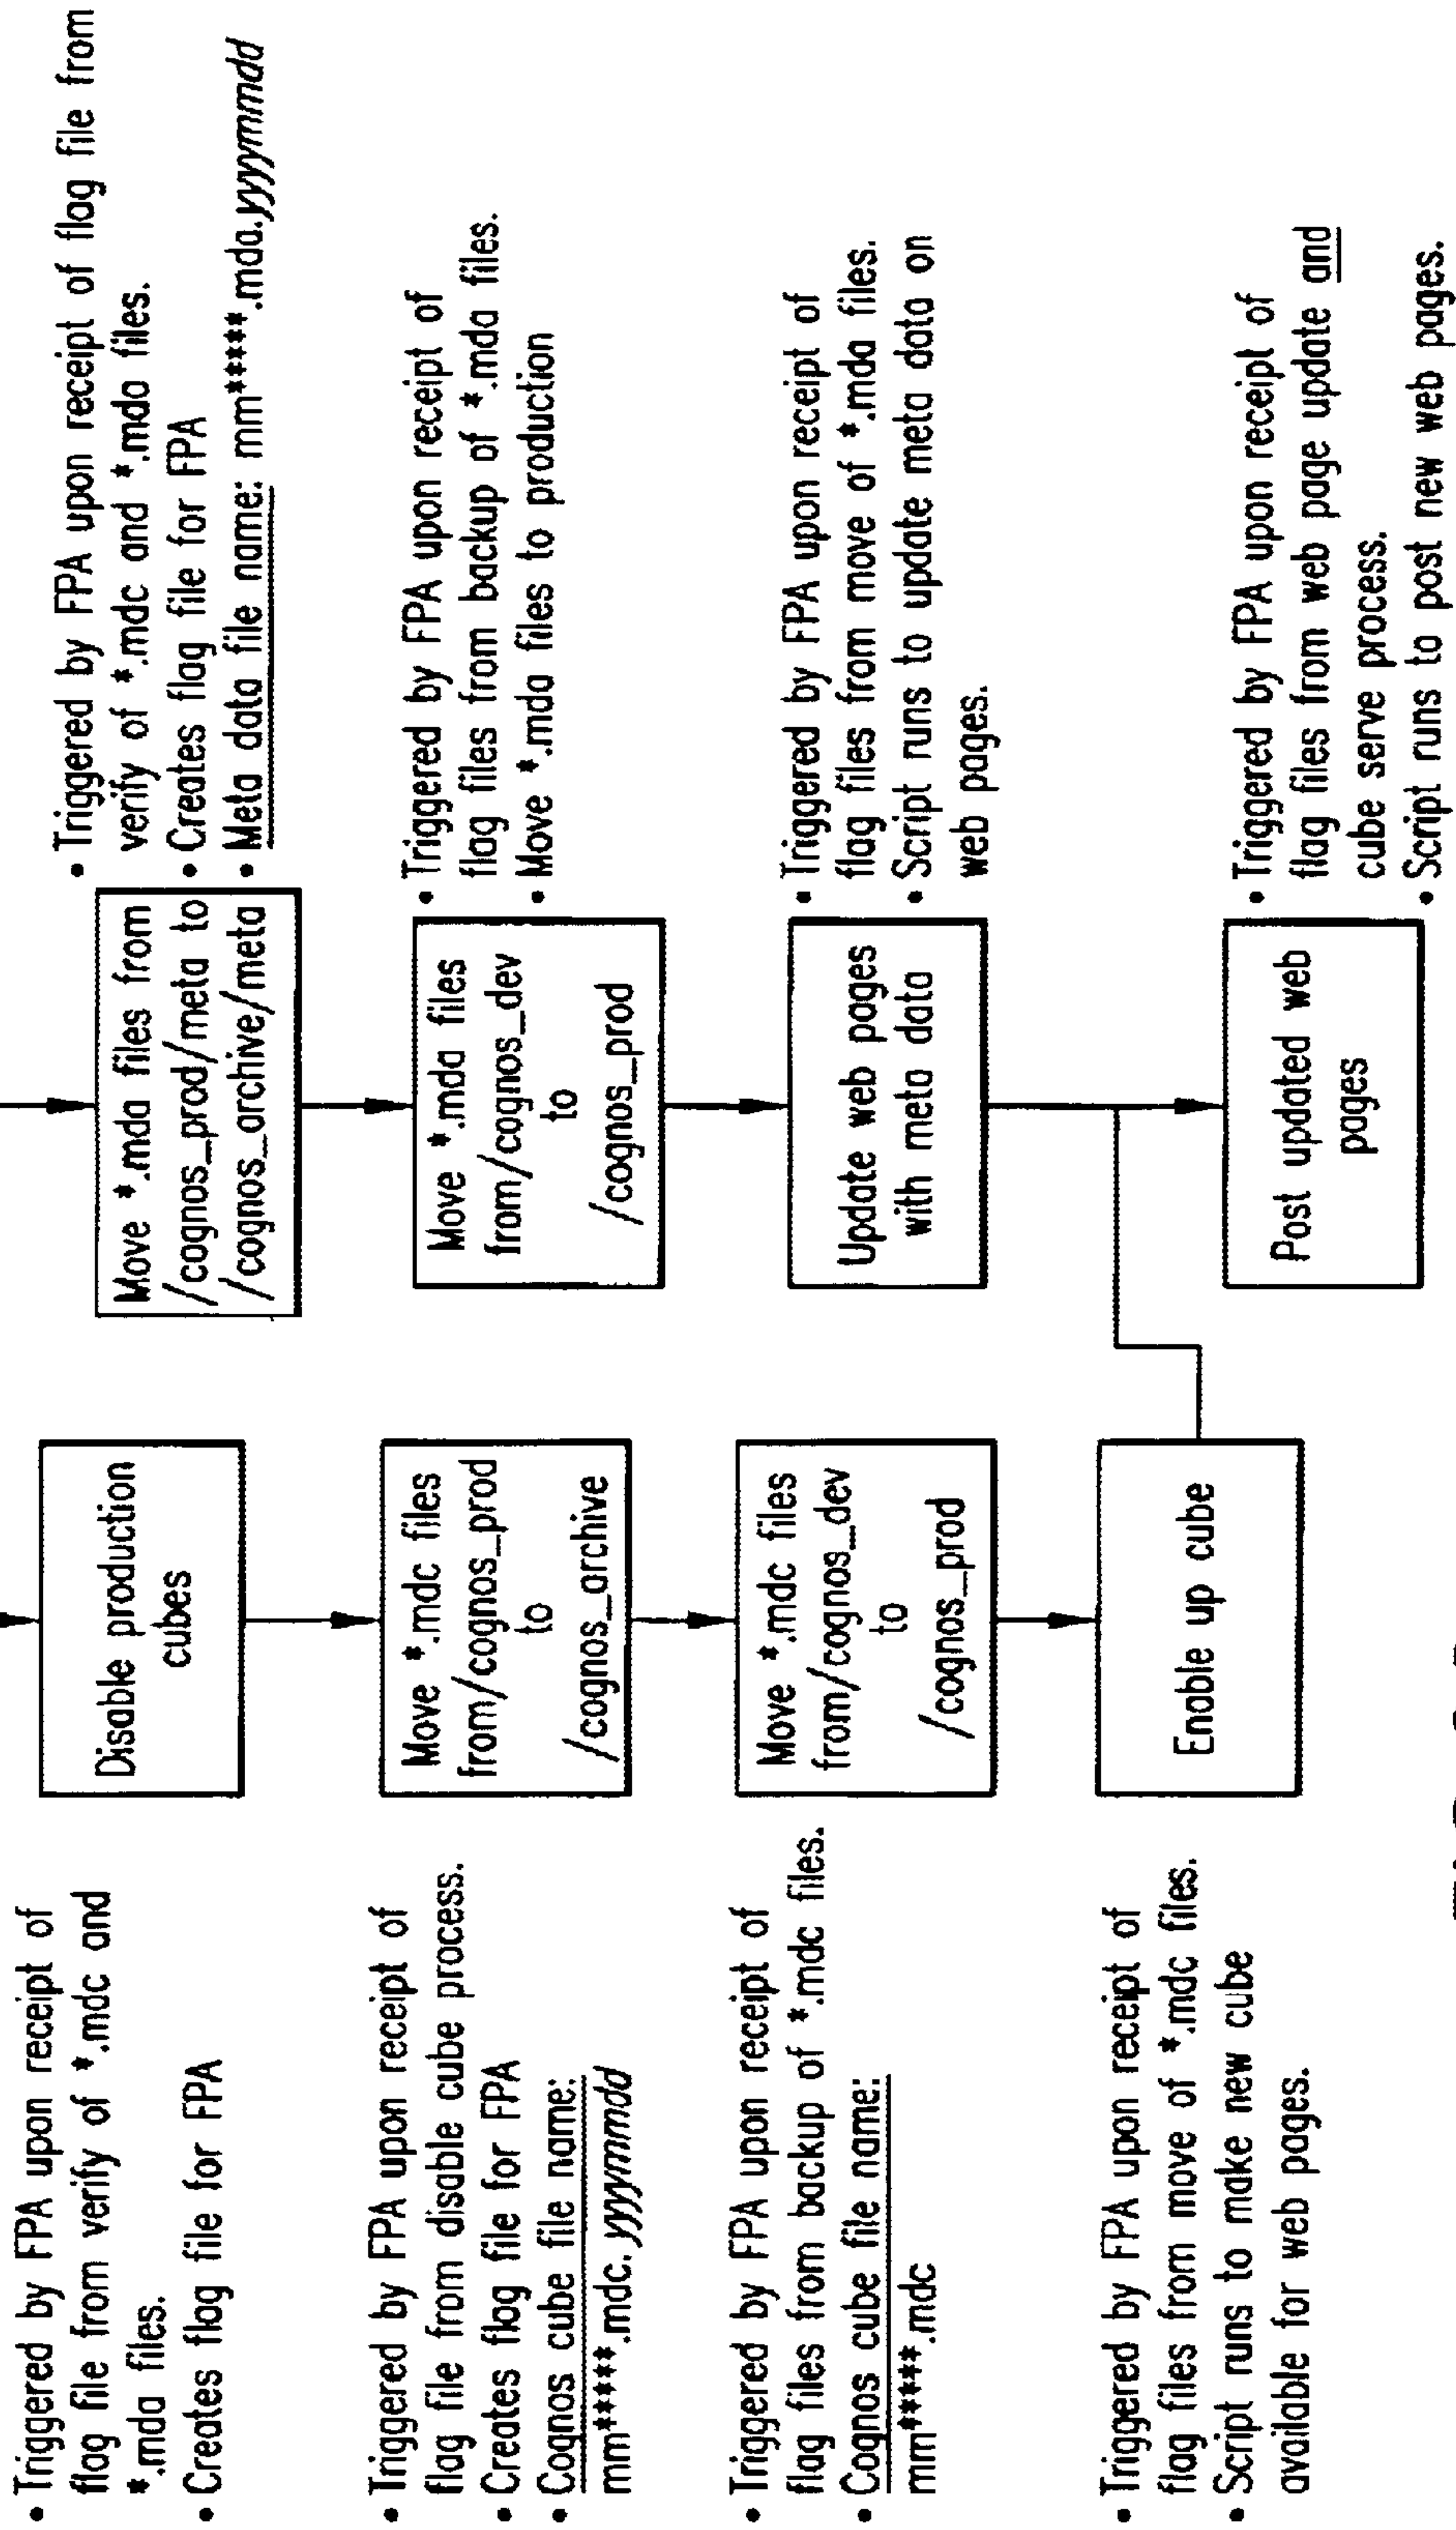 • Triggered by FPA upon receipt of
flag file from verify of *.mdc and
*.mda files.
• Creates flag file for FPA
Disable production
cubes
• Triggered by FPA upon receipt of
flag file from disable cube process.
• Creates flag file for FPA
• Cognos cube file name:
mm*****.mdc. yyyymmdd
Move *.mdc files
from/cognos_prod
to
/cognos_archive
• Triggered by FPA upon receipt of
flag files from backup of *.mdc files.
• Cognos cube file name:
mm*****.mdc
Move *.mdc files
from/cognos_dev
to
/cognos_prod
• Triggered by FPA upon receipt of
flag files from move of *.mdc files.
• Script runs to make new cube
available for web pages.
Enable up cube
Move *.mda files from
/cognos_prod/meta to
/cognos_archive/meta
• Triggered by FPA upon receipt of flag file from
verify of *.mdc and *.mda files.
• Creates flag file for FPA
• Meta data file name: mm*****.mda.yyyymmdd
Move *.mda files
from/cognos_dev
to
/cognos_prod
• Triggered by FPA upon receipt of
flag files from backup of *.mda files.
• Move *.mda files to production
Update web pages
with meta data
• Triggered by FPA upon receipt of
flag files from move of *.mda files.
• Script runs to update meta data on
web pages.
Post updated web
pages
• Triggered by FPA upon receipt of
flag files from web page update and
cube serve process.
• Script runs to post new web pages.